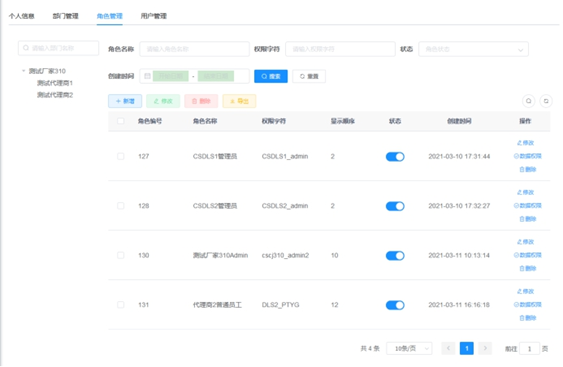 个人信息 部门管理 角色管理 用户管理
请输入部门名称 角色名称 请输入角色名称 权限字符 请输入权限字符 状态 角色状态
测试厂家310
测试代理商1
测试代理商2
创建时间 开始日期 - 结束日期 搜索 重置
新增 修改 删除 导出
角色编号 角色名称 权限字符 显示顺序 状态 创建时间 操作
127 CSDLS1管理员 CSDLS1_admin 2 2021-03-10 17:31:44 修改 数据权限 删除
128 CSDLS2管理员 CSDLS2_admin 2 2021-03-10 17:32:27 修改 数据权限 删除
130 测试厂家310Admin cscj310_admin2 10 2021-03-11 10:13:14 修改 数据权限 删除
131 代理商2普通员工 DLS2_PTYG 12 2021-03-11 16:16:18 修改 数据权限 删除
共 4 条 10条/页 < 1 > 前往 1 页